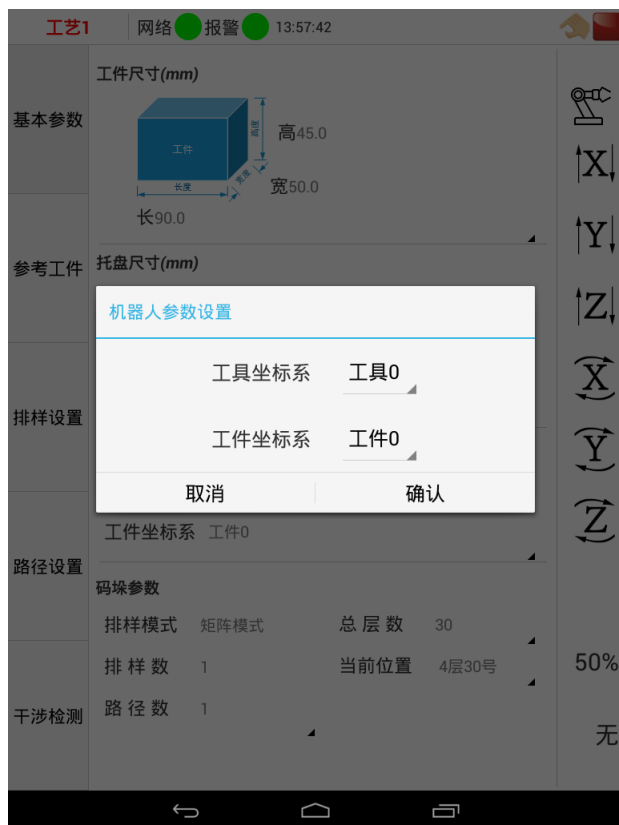 工艺1 网络 报警 13:57:42
工件尺寸(mm)
基本参数
工件
高度
高45.0
长度
宽度
宽50.0
长90.0
X
Y
参考工件
托盘尺寸(mm)
机器人参数设置
Z
工具坐标系 工具0
X
排样设置
工件坐标系 工件0
Y
取消 确认
Z
工件坐标系 工件0
路径设置
码垛参数
排样模式 矩阵模式 总层数 30
排样数 1 当前位置 4层30号
50%
路径数 1
干涉检测
无